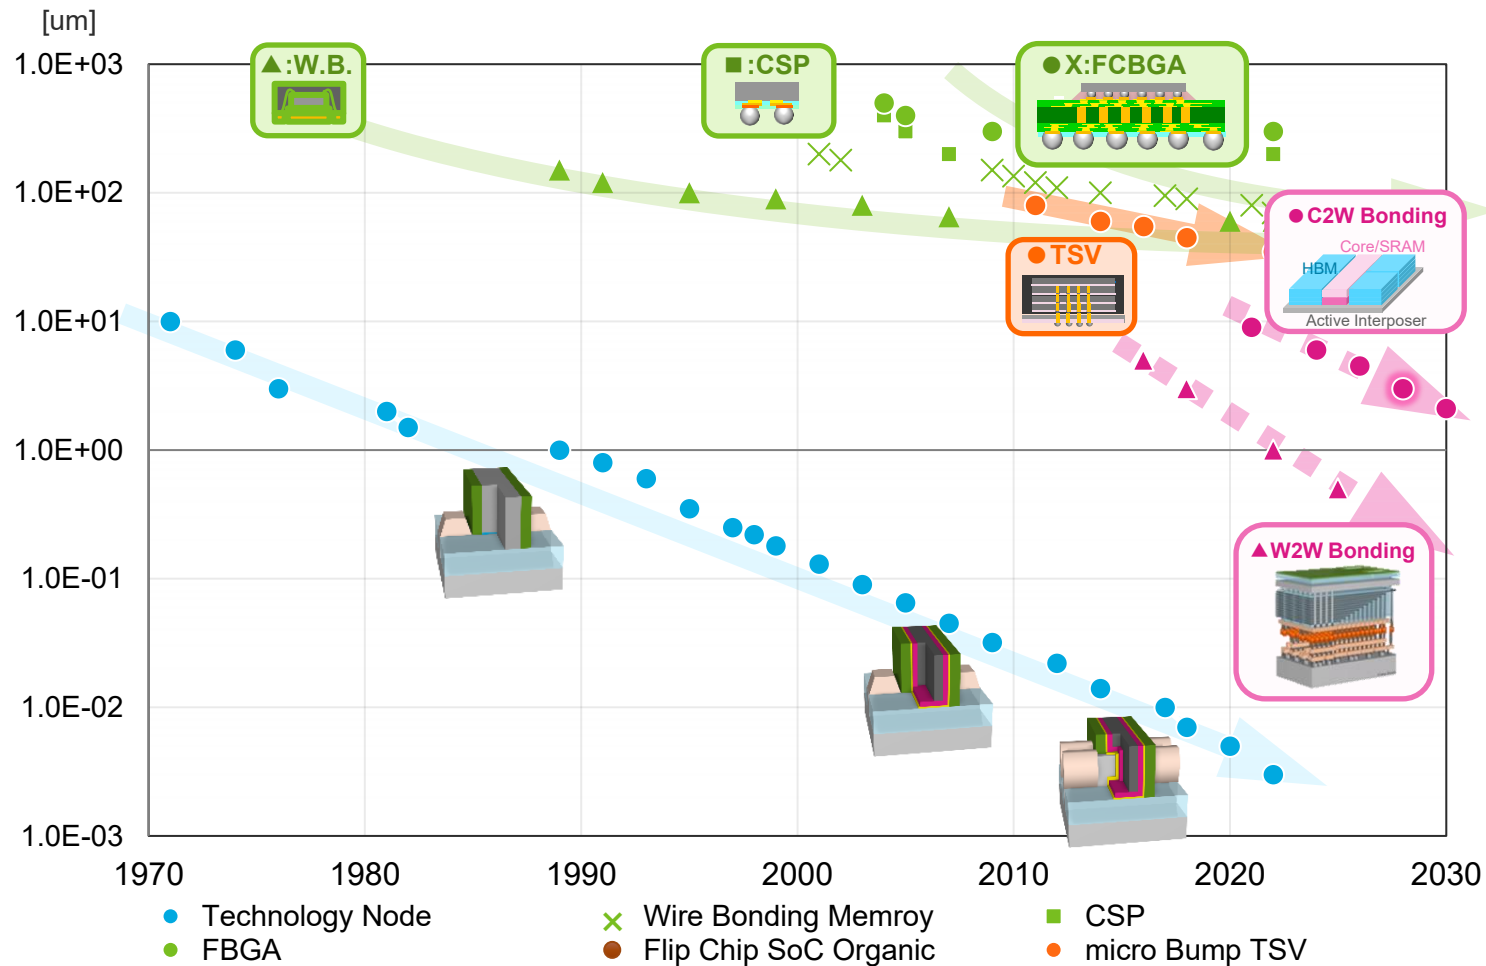 [um]
1.0E+03
▲:W.B.
■:CSP
● X:FCBGA
1.0E+02
● C2W Bonding
Core/SRAM
HBM
Active Interposer
● TSV
1.0E+01
1.0E+00
▲ W2W Bonding
1.0E-01
1.0E-02
1.0E-03
1970 1980 1990 2000 2010 2020 2030
Technology Node
Wire Bonding Memroy
CSP
FBGA
Flip Chip SoC Organic
micro Bump TSV